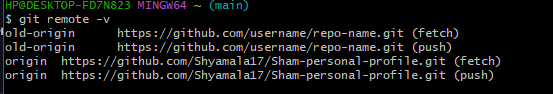 HP@DESKTOP-FD7N823 MINGW64 ~ (main)
$ git remote -v
old-origin      https://github.com/username/repo-name.git (fetch)
old-origin      https://github.com/username/repo-name.git (push)
origin  https://github.com/Shyamala17/Sham-personal-profile.git (fetch)
origin  https://github.com/Shyamala17/Sham-personal-profile.git (push)